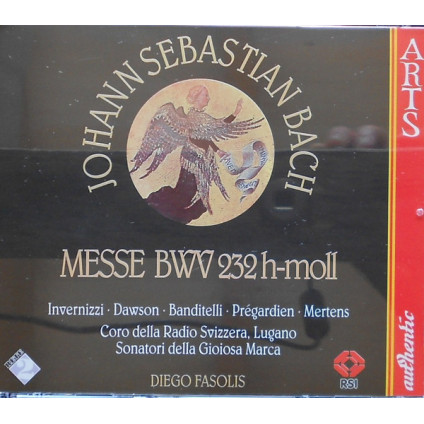 JOHANN SEBASTIAN BACH
MESSE BWV 232 h-moll
Invernizzi · Dawson · Banditelli · Prégardien · Mertens
Coro della Radio Svizzera, Lugano
Sonatori della Gioiosa Marca
DIEGO FASOLIS
2
RSI
ARTS
authentic